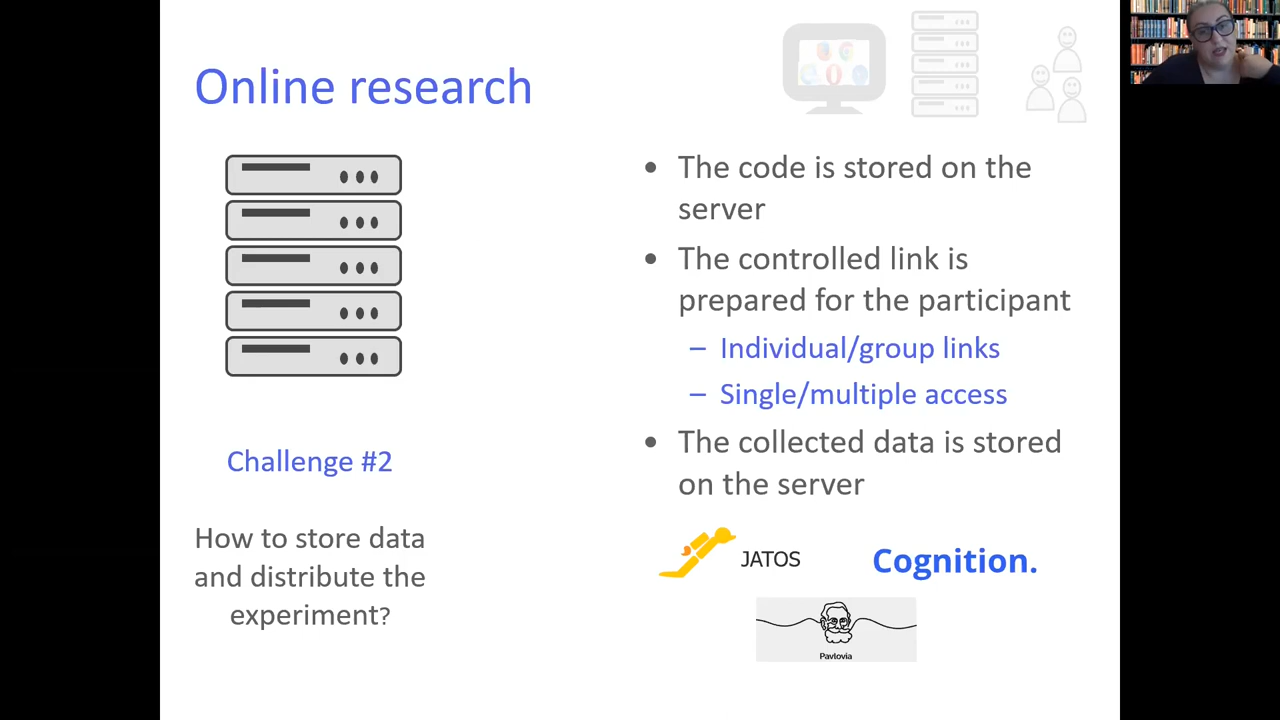 Online research
Challenge #2
How to store data
and distribute the
experiment?
• The code is stored on the
server
• The controlled link is
prepared for the participant
– Individual/group links
– Single/multiple access
• The collected data is stored
on the server
JATOS
Cognition.
Pavlovia